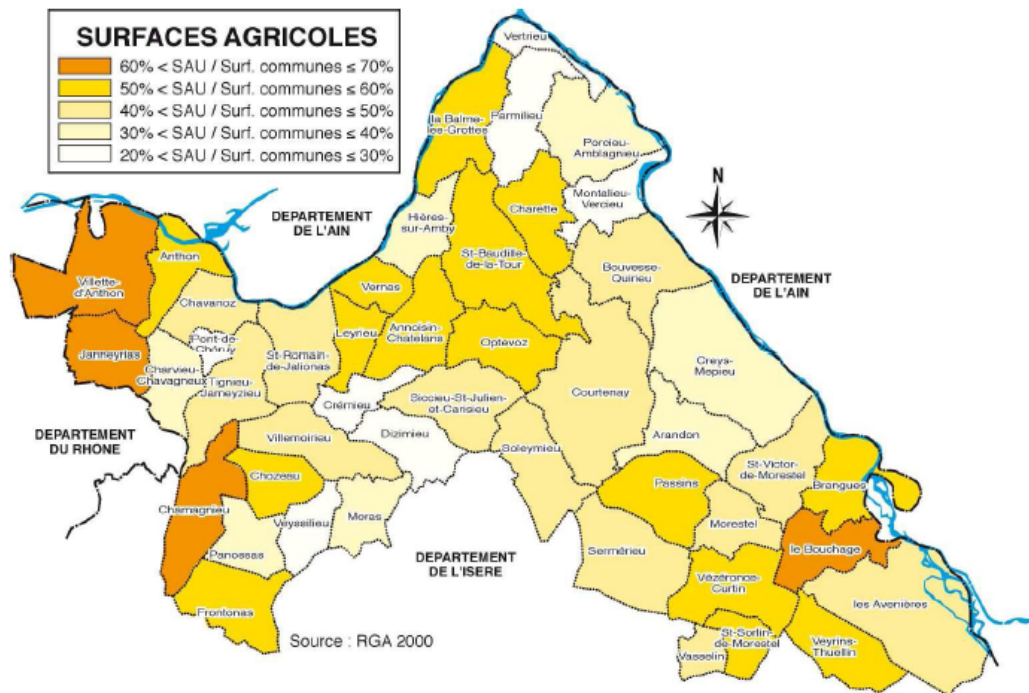 SURFACES AGRICOLES
60% < SAU / Surf. communes ≤ 70%
50% < SAU / Surf. communes ≤ 60%
40% < SAU / Surf. communes ≤ 50%
30% < SAU / Surf. communes ≤ 40%
20% < SAU / Surf. communes ≤ 30%
Vertrieu
la Balme-
les-Grottes
Parmilieu
Porcieu-
Amblagnieu
Montalieu-
Vercieu
N
DEPARTEMENT
DE L'AIN
Hières-
sur-Amby
Charette
St-Baudille-
de-la-Tour
Bouvesse-
Quirieu
DEPARTEMENT
DE L'AIN
Anthon
Villette-
d'Anthon
Chavanoz
Vernas
Leyrieu
Annoisin-
Chatelans
Optevoz
Janneyrias
Pont-de-
Chéruy
Charvieu-
Chavagneux
Tignieu-
Jameyzieu
St-Romain-
de-Jalionas
Creys-
Mepieu
Crémieu
Siccieu-St-Julien-
et-Carisieu
Courtenay
DEPARTEMENT
DU RHONE
Villemoirieu
Dizimieu
Soleymieu
Arandon
St-Victor-
de-Morestel
Brangues
Chozeau
Passins
Chamagnieu
Veyssilieu
Moras
Morestel
Panossas
DEPARTEMENT
DE L'ISERE
Sermérieu
le Bouchage
Vézéronce-
Curtin
les Avenières
Frontonas
Source : RGA 2000
Vasselin
St-Sorlin-
de-Morestel
Veyrins-
Thuellin